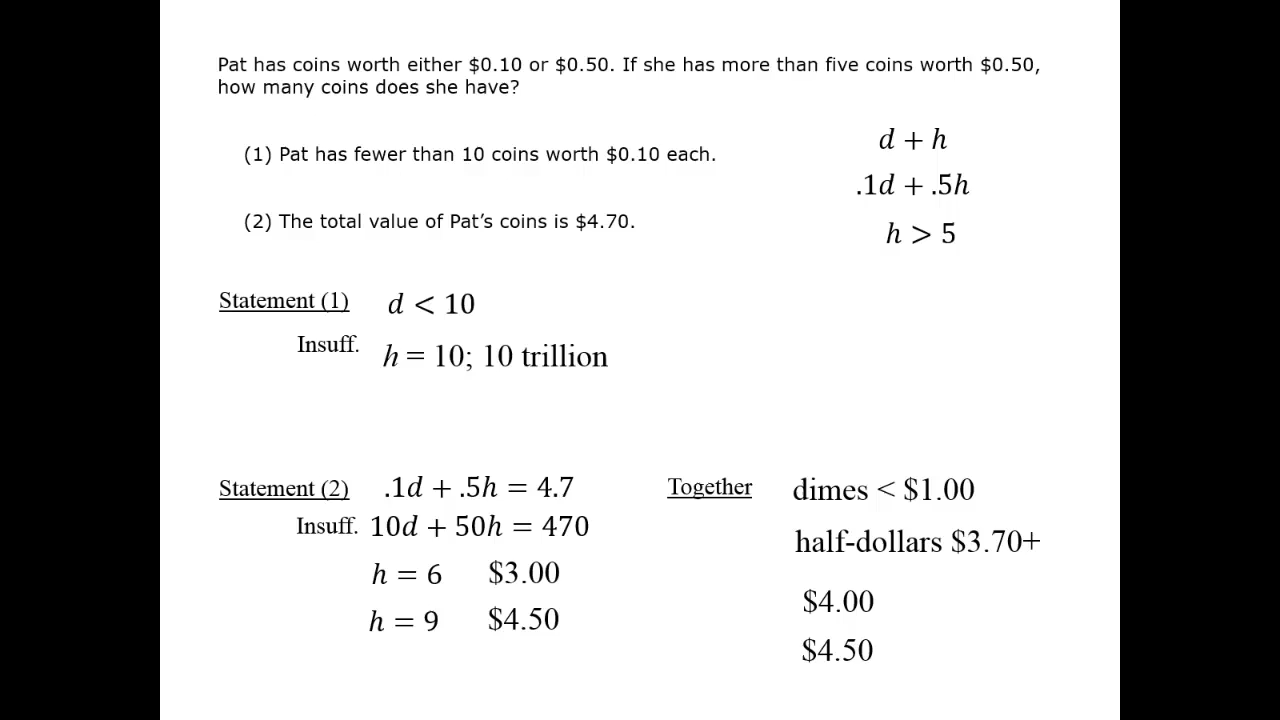 Pat has coins worth either $0.10 or $0.50. If she has more than five coins worth $0.50,
how many coins does she have?
(1) Pat has fewer than 10 coins worth $0.10 each.
(2) The total value of Pat’s coins is $4.70.
d + h
.1d + .5h
h > 5
Statement (1) d < 10
Insuff. h = 10; 10 trillion
Statement (2) .1d + .5h = 4.7
Insuff. 10d + 50h = 470
h = 6 $3.00
h = 9 $4.50
Together dimes < $1.00
half-dollars $3.70+
$4.00
$4.50